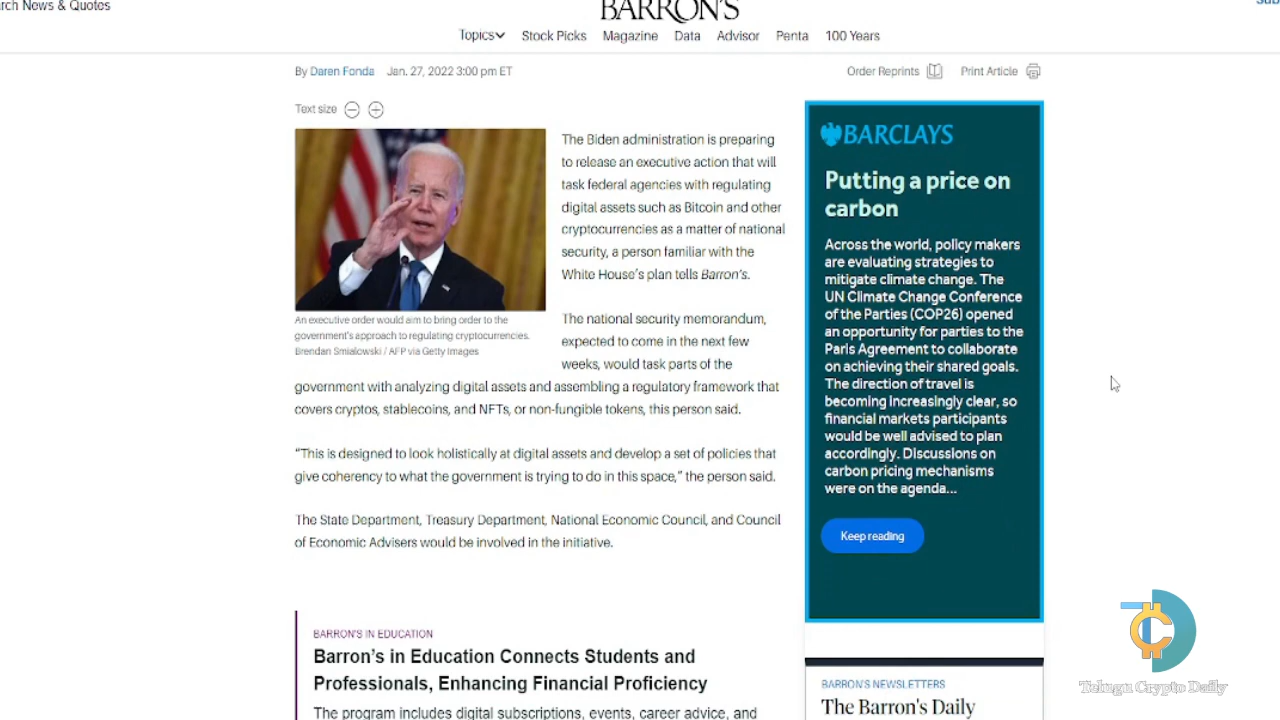 rch News & Quotes
BARRON'S
Sub
Topics
Stock Picks
Magazine
Data
Advisor
Penta
100 Years
By Daren Fonda Jan. 27, 2022 3:00 pm ET
Order Reprints
Print Article
Text size
The Biden administration is preparing
to release an executive action that will
task federal agencies with regulating
digital assets such as Bitcoin and other
cryptocurrencies as a matter of national
security, a person familiar with the
White House's plan tells Barron's.
An executive order would aim to bring order to the
government's approach to regulating cryptocurrencies.
Brendan Smialowski / AFP via Getty Images
The national security memorandum,
expected to come in the next few
weeks, would task parts of the
government with analyzing digital assets and assembling a regulatory framework that
covers cryptos, stablecoins, and NFTs, or non-fungible tokens, this person said.
“This is designed to look holistically at digital assets and develop a set of policies that
give coherency to what the government is trying to do in this space,” the person said.
The State Department, Treasury Department, National Economic Council, and Council
of Economic Advisers would be involved in the initiative.
BARRON'S IN EDUCATION
Barron's in Education Connects Students and
Professionals, Enhancing Financial Proficiency
The program includes digital subscriptions, events, career advice, and
BARCLAYS
Putting a price on
carbon
Across the world, policy makers
are evaluating strategies to
mitigate climate change. The
UN Climate Change Conference
of the Parties (COP26) opened
an opportunity for parties to the
Paris Agreement to collaborate
on achieving their shared goals.
The direction of travel is
becoming increasingly clear, so
financial markets participants
would be well advised to plan
accordingly. Discussions on
carbon pricing mechanisms
were on the agenda...
Keep reading
BARRON'S NEWSLETTERS
The Barron's Daily
Telugu Crypto Daily